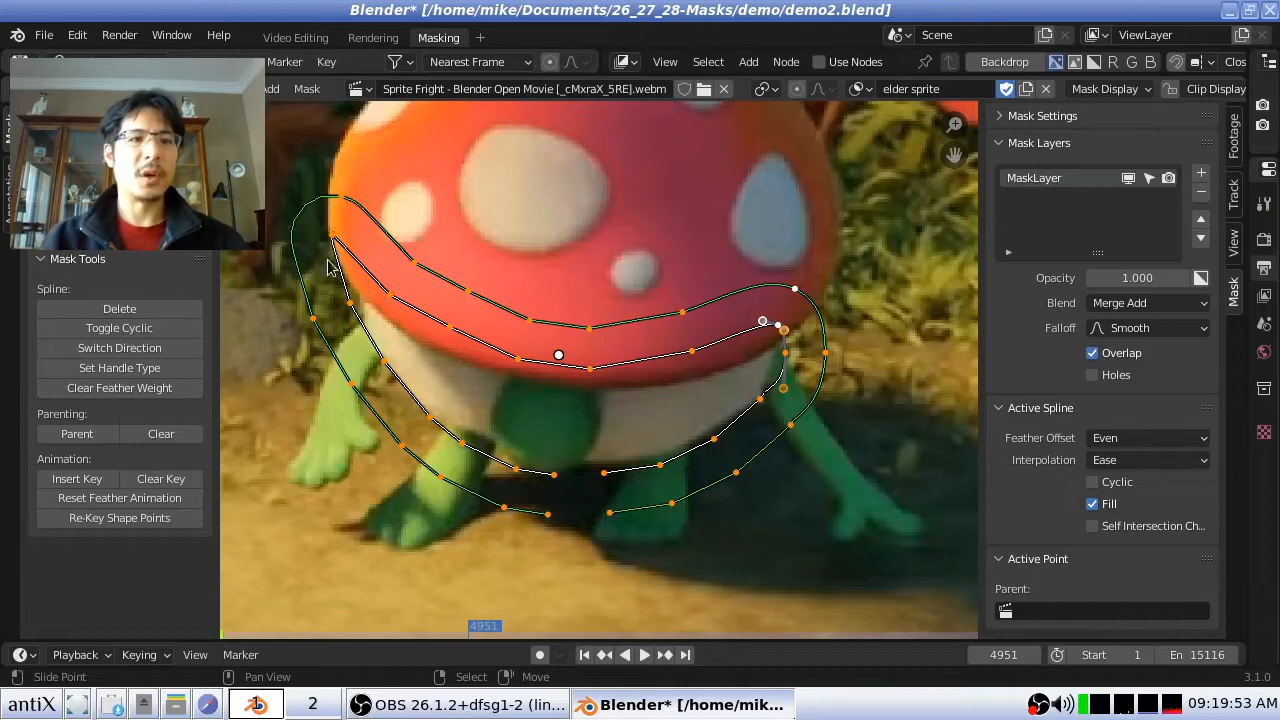 Blender* [/home/mike/Documents/26_27_28-Masks/demo/demo2.blend]
File Edit Render Window Help Video Editing Rendering Masking + Scene ViewLayer
Marker Key Nearest Frame View Select Add Node Use Nodes Backdrop R G B Clos
Add Mask Sprite Fright - Blender Open Movie [_cMxraX_5RE].webm elder sprite Mask Display Clip Display
Mask Settings
Mask Layers
MaskLayer
Opacity 1.000
Blend Merge Add
Falloff Smooth
Overlap
Holes
Active Spline
Feather Offset Even
Interpolation Ease
Cyclic
Fill
Self Intersection Ch...
Active Point
Parent:
Footage
Track
View
Mask
Mask Tools
Spline:
Delete
Toggle Cyclic
Switch Direction
Set Handle Type
Clear Feather Weight
Parenting:
Parent Clear
Animation:
Insert Key Clear Key
Reset Feather Animation
Re-Key Shape Points
4951
Playback Keying View Marker 4951 Start 1 En 15116
Slide Point Pan View Select Move 3.1.0
antiX 1 2 OBS 26.1.2+dfsg1-2 (lin... Blender* [/home/mik... 09:19:53 AM